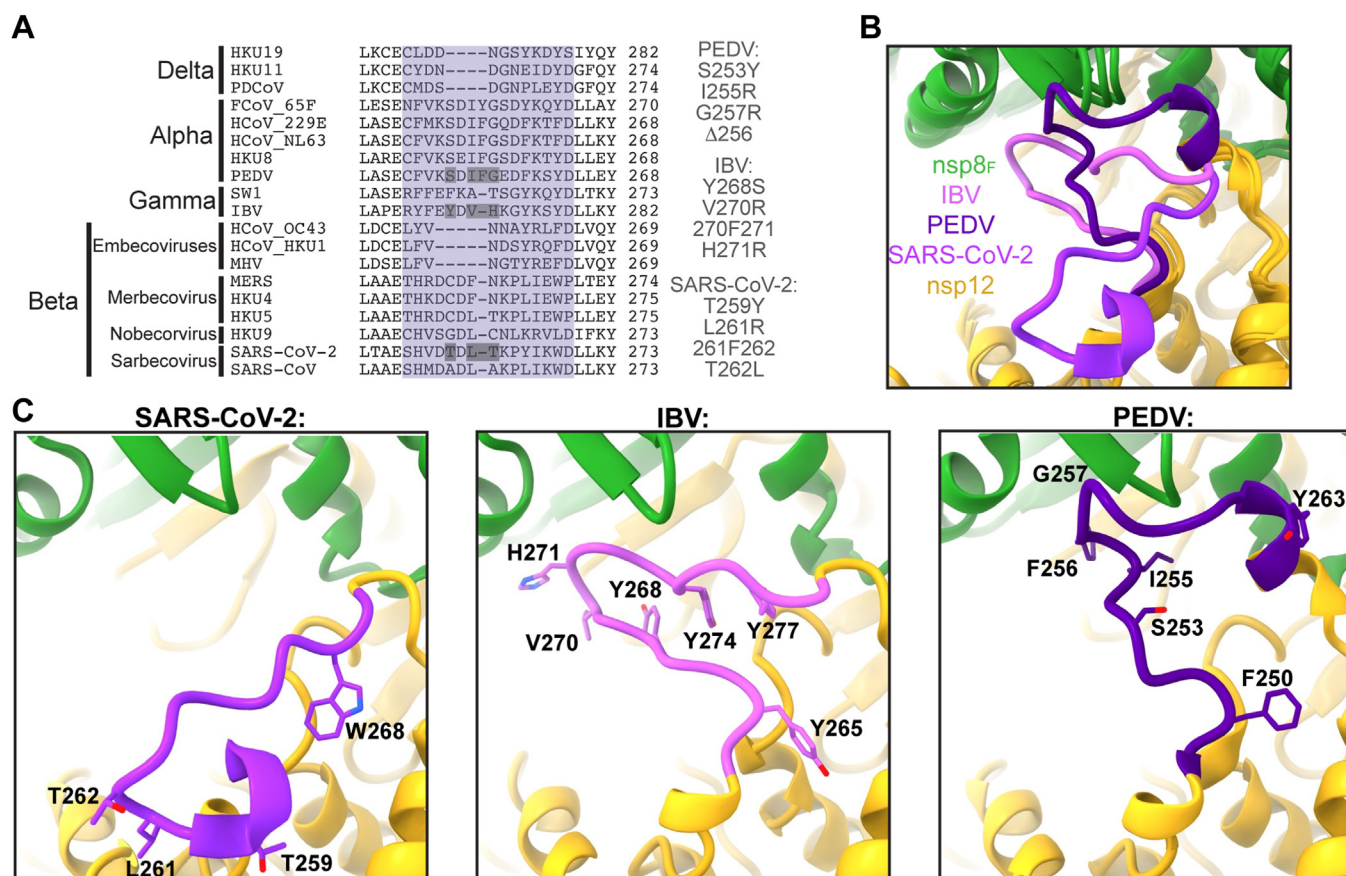 A
Delta
Alpha
Gamma
Beta
Embecoviruses
Merbecovirus
Nobecorvirus
Sarbecovirus
HKU19 LKCECLDD----NGSYKDYSIYQY 282
HKU11 LKCECYDN----DGNEIDYDGFQY 274
PDCoV LKCECMDS----DGNPLEYDGFQY 274
FCoV_65F LESENFVKSDIYGSDYKQYDLLAY 270
HCoV_229E LASECFMKSDIFGQDFKTFDLLKY 268
HCoV_NL63 LASECFVKSDIFGSDFKTFDLLKY 268
HKU8 LARECFVKSEIFGSDFKTYDLLEY 268
PEDV LASECFVKSDIFGEDFKSYDLLEY 268
SW1 LESERFFEFKA-TSGYKQYDLTKY 273
IBV LAPERYFEYDV-HKGYKSYDLLKY 282
HCoV_OC43 LDCELYV-----NNAYRLFDLVQY 269
HCoV_HKU1 LDCELFV-----NDSYRQFDLVQY 269
MHV LDSELFV-----NGTYREFDLVQY 269
MERS LAAETHRDCDF-NKPLIEWPLTEY 274
HKU4 LAAETHKDCDF-NKPLIEWPLLEY 275
HKU5 LAAETHRDCDL-NKPLIEWPLLEY 275
HKU9 LAAECHVSGDL-CNLKRVLDIFKY 273
SARS-CoV-2 LTAESHVDTDL-TKPYIKWDLLKY 273
SARS-CoV LAAESHMDADLAKPLIKWDLLKY 273
PEDV:
S253Y
I255R
G257R
Δ256
IBV:
Y268S
V270R
270F271
H271R
SARS-CoV-2:
T259Y
L261R
261F262
T262L
B
nsp8F
IBV
PEDV
SARS-CoV-2
nsp12
C
SARS-CoV-2:
W268
T262
L261
T259
IBV:
H271
Y268
V270
Y274
Y277
Y265
PEDV:
G257
Y263
F256
I255
S253
F250